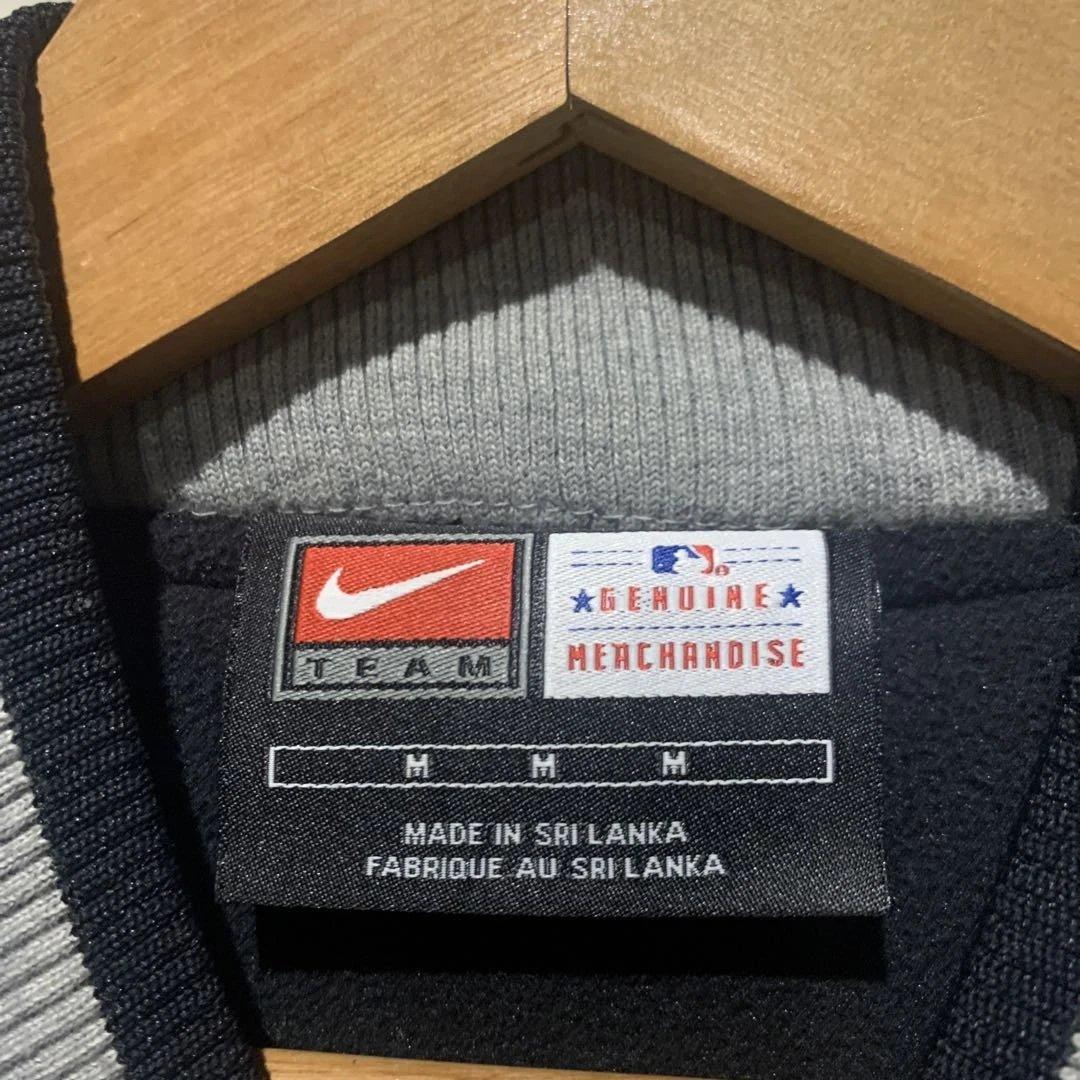 TEAM
GENUINE
MERCHANDISE
M M M
MADE IN SRI LANKA
FABRIQUE AU SRI LANKA